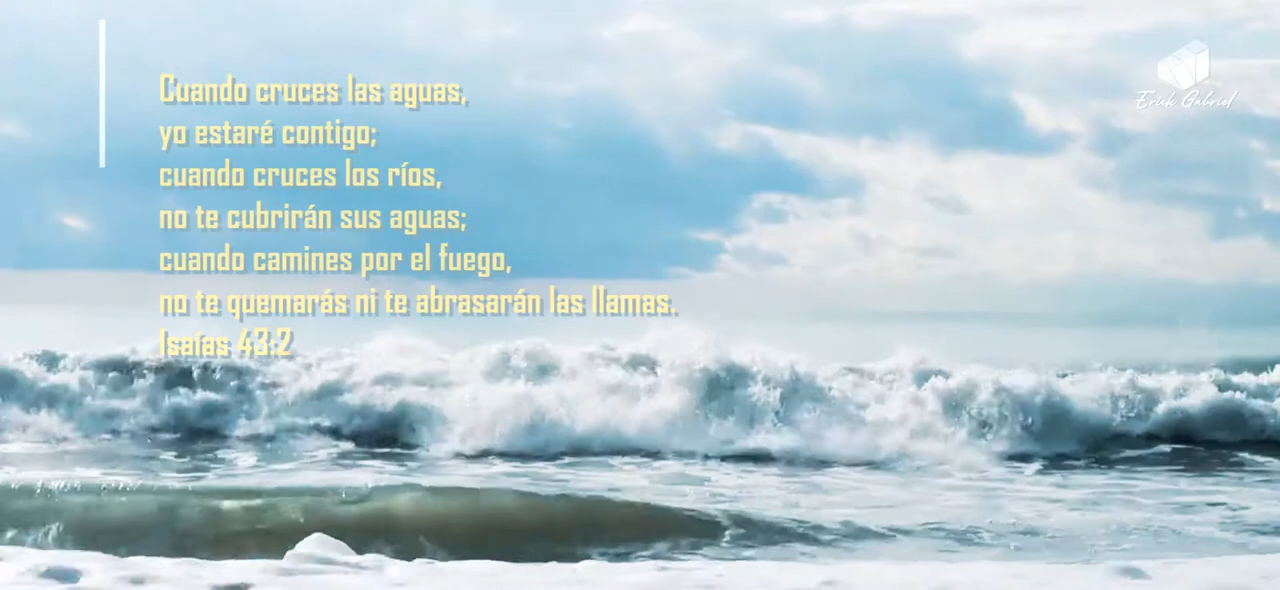 Cuando cruces las aguas,
yo estaré contigo;
cuando cruces los ríos,
no te cubrirán sus aguas;
cuando camines por el fuego,
no te quemarás ni te abrasarán las llamas.
Isaías 43:2
Erick Gabriel